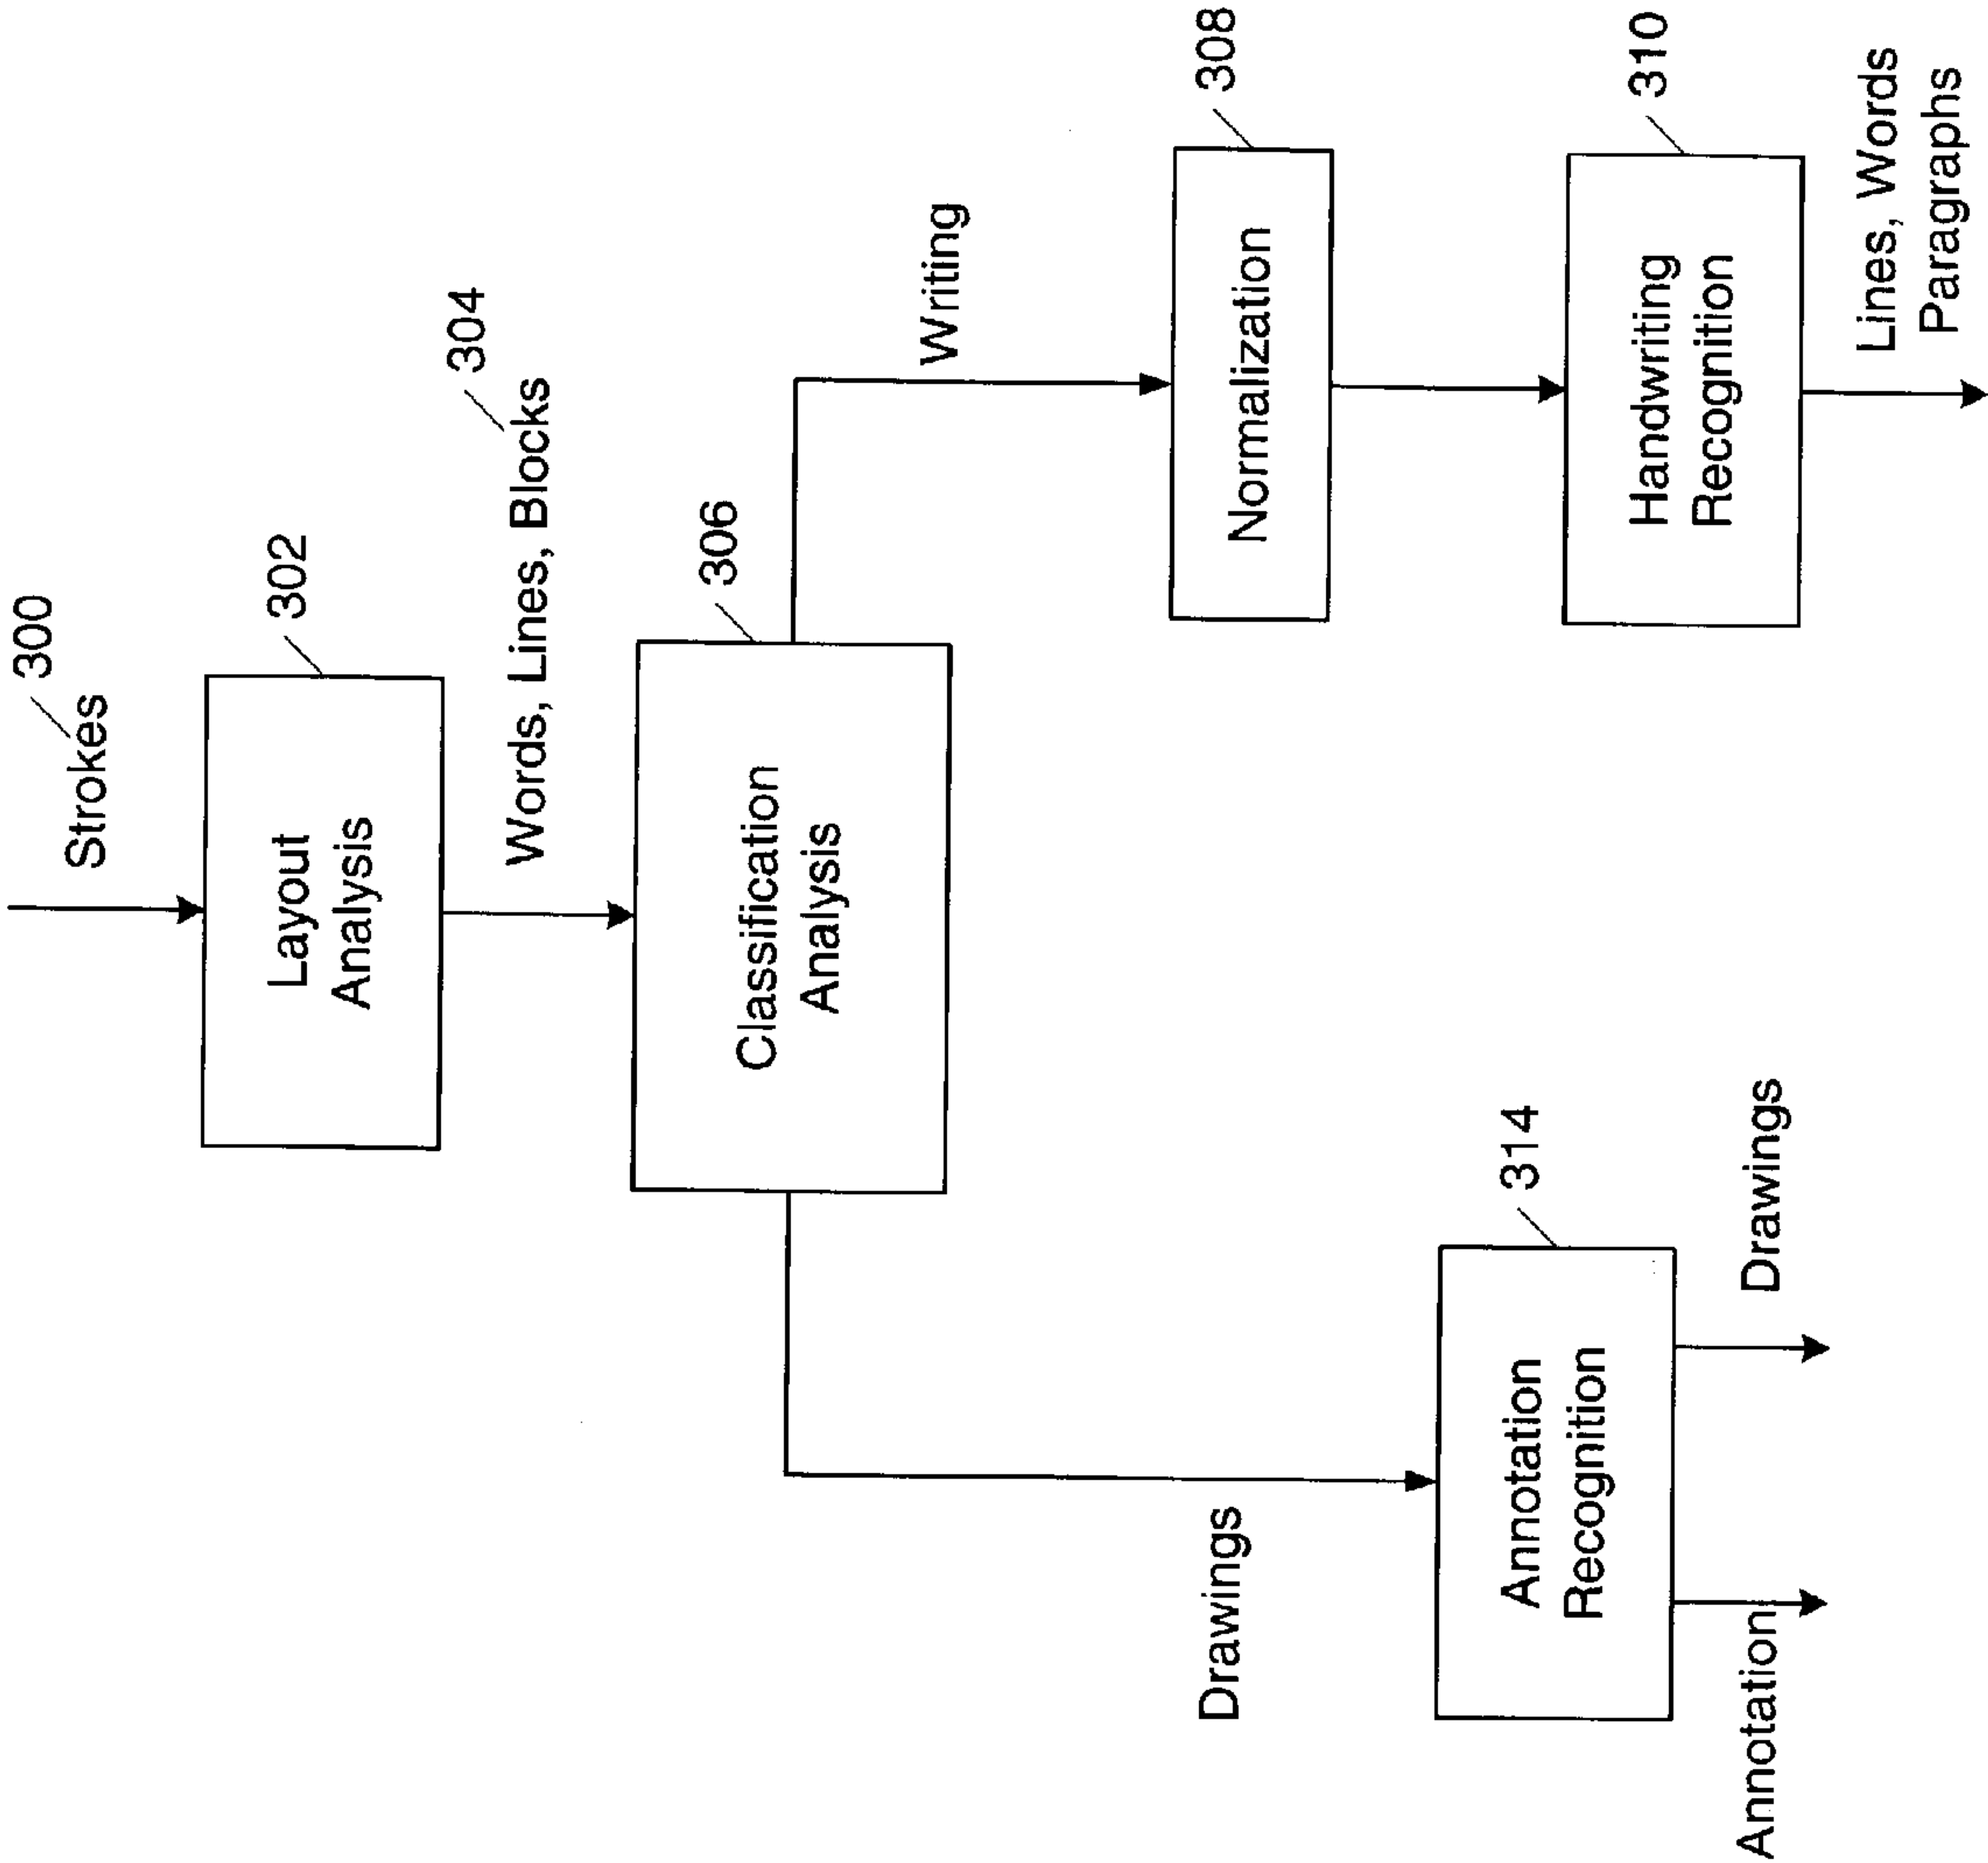 300
Strokes
302
Layout
Analysis
304
Words, Lines, Blocks
306
Classification
Analysis
Writing
308
Normalization
310
Handwriting
Recognition
Lines, Words
Paragraphs
Drawings
314
Annotation
Recognition
Annotation
Drawings